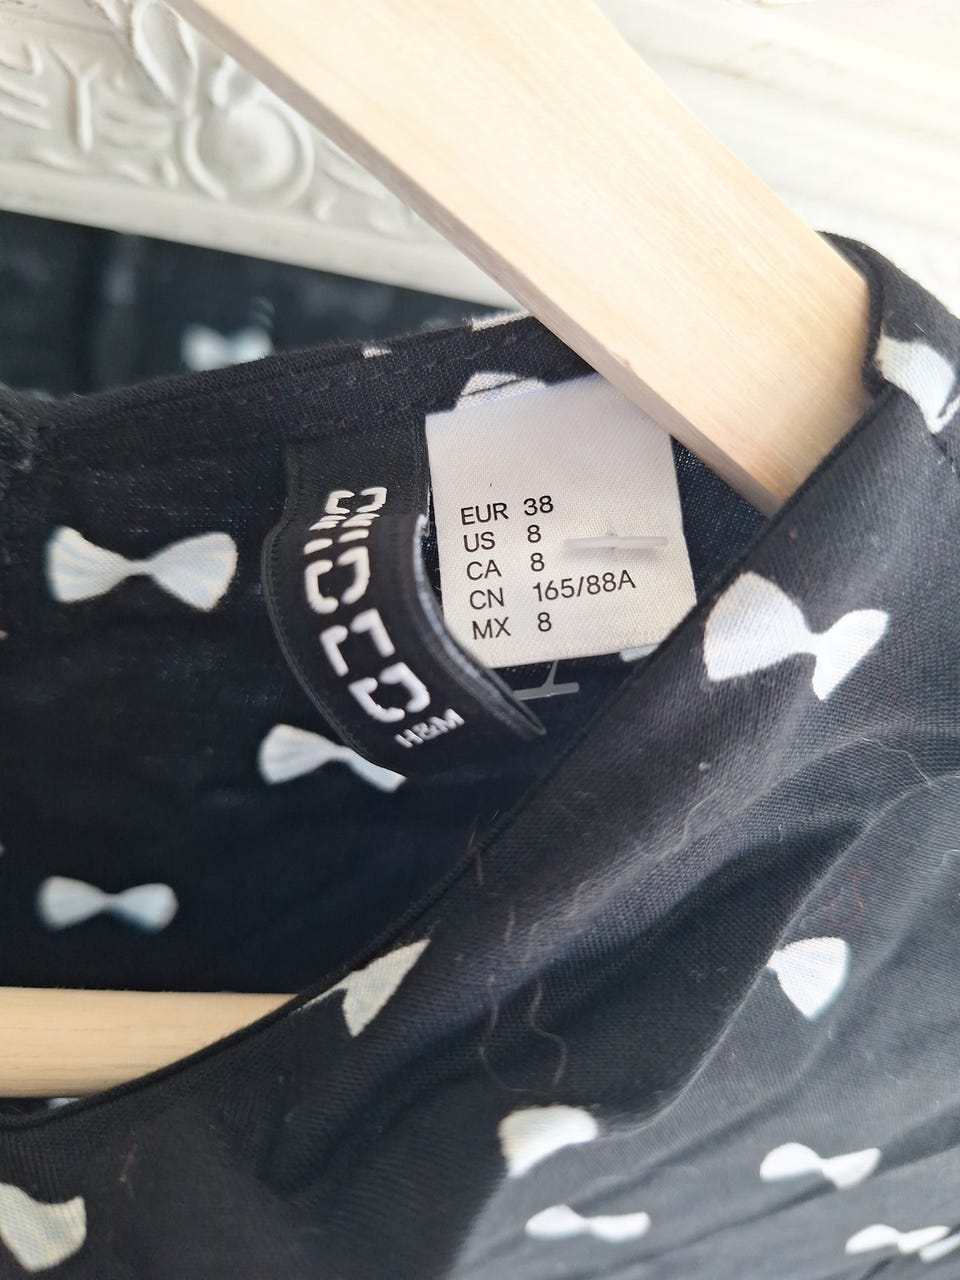 DIVIDED
H&M
EUR 38
US 8
CA 8
CN 165/88A
MX 8